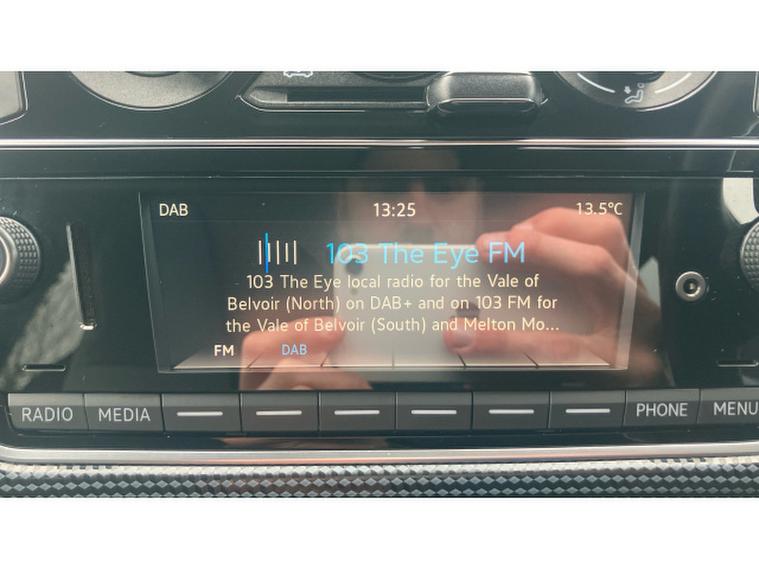 DAB 13:25 13.5°C
103 The Eye FM
103 The Eye local radio for the Vale of
Belvoir (North) on DAB+ and on 103 FM for
the Vale of Belvoir (South) and Melton Mo...
FM DAB
RADIO MEDIA PHONE MENU